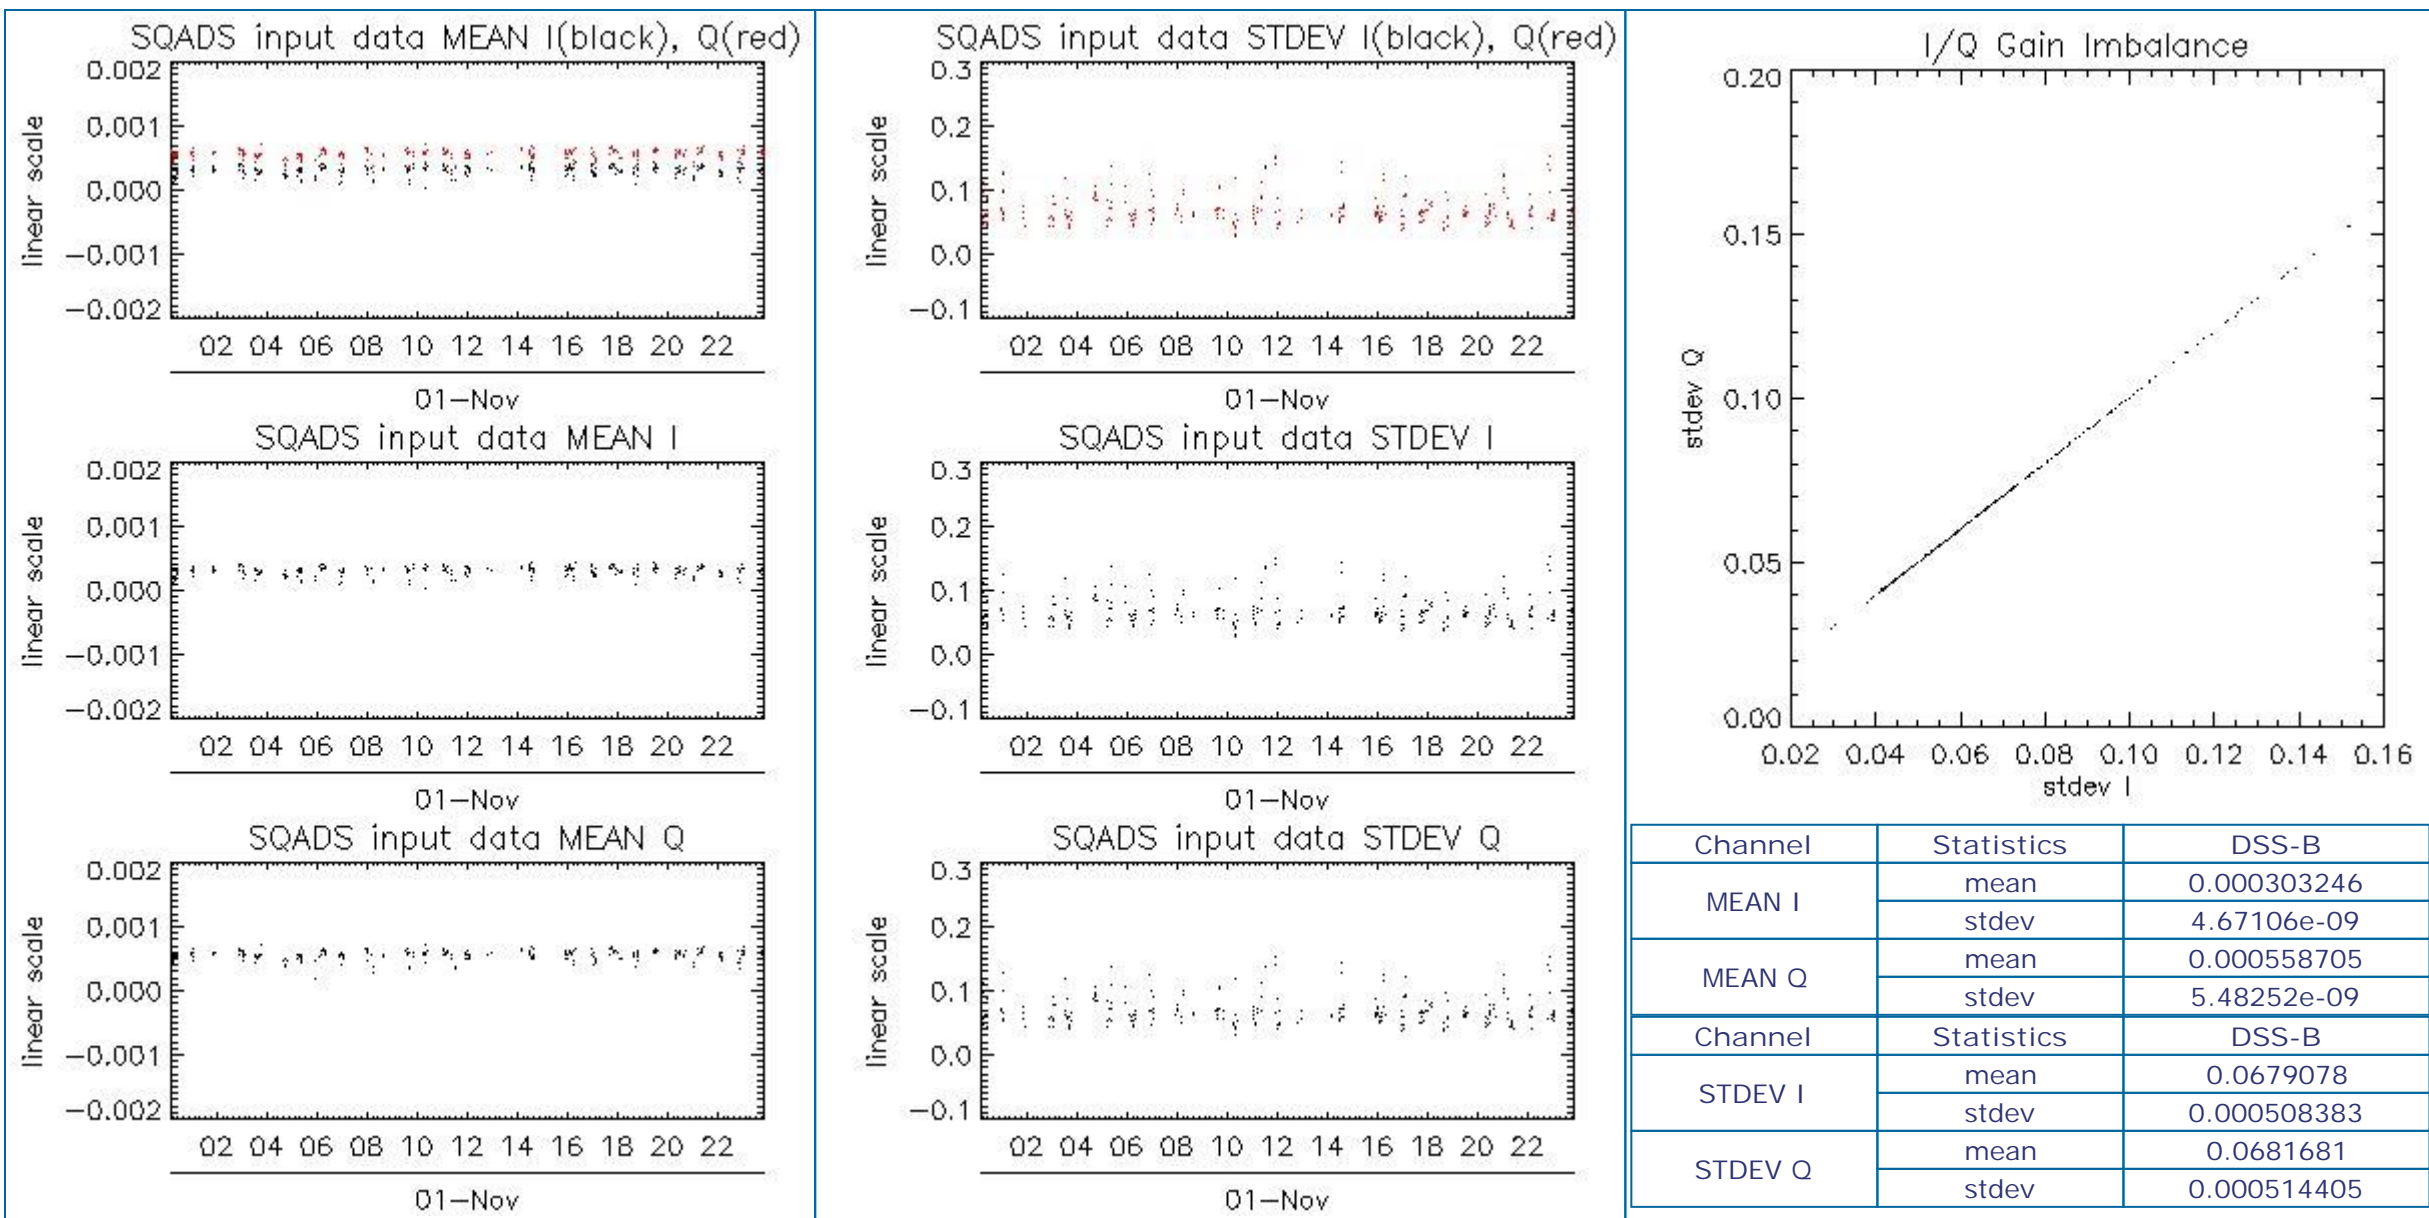 SQADS input data MEAN I(black), Q(red)
0.002
0.001
0.000
−0.001
−0.002
linear scale
02 04 06 08 10 12 14 16 18 20 22
01−Nov
SQADS input data MEAN I
0.002
0.001
0.000
−0.001
−0.002
linear scale
02 04 06 08 10 12 14 16 18 20 22
01−Nov
SQADS input data MEAN Q
0.002
0.001
0.000
−0.001
−0.002
linear scale
02 04 06 08 10 12 14 16 18 20 22
01−Nov
SQADS input data STDEV I(black), Q(red)
0.3
0.2
0.1
0.0
−0.1
linear scale
02 04 06 08 10 12 14 16 18 20 22
01−Nov
SQADS input data STDEV I
0.3
0.2
0.1
0.0
−0.1
linear scale
02 04 06 08 10 12 14 16 18 20 22
01−Nov
SQADS input data STDEV Q
0.3
0.2
0.1
0.0
−0.1
linear scale
02 04 06 08 10 12 14 16 18 20 22
01−Nov
I/Q Gain Imbalance
0.20
0.15
0.10
0.05
0.00
stdev Q
0.02 0.04 0.06 0.08 0.10 0.12 0.14 0.16
stdev I
Channel Statistics DSS-B
MEAN I mean 0.000303246
stdev 4.67106e-09
MEAN Q mean 0.000558705
stdev 5.48252e-09
Channel Statistics DSS-B
STDEV I mean 0.0679078
stdev 0.000508383
STDEV Q mean 0.0681681
stdev 0.000514405